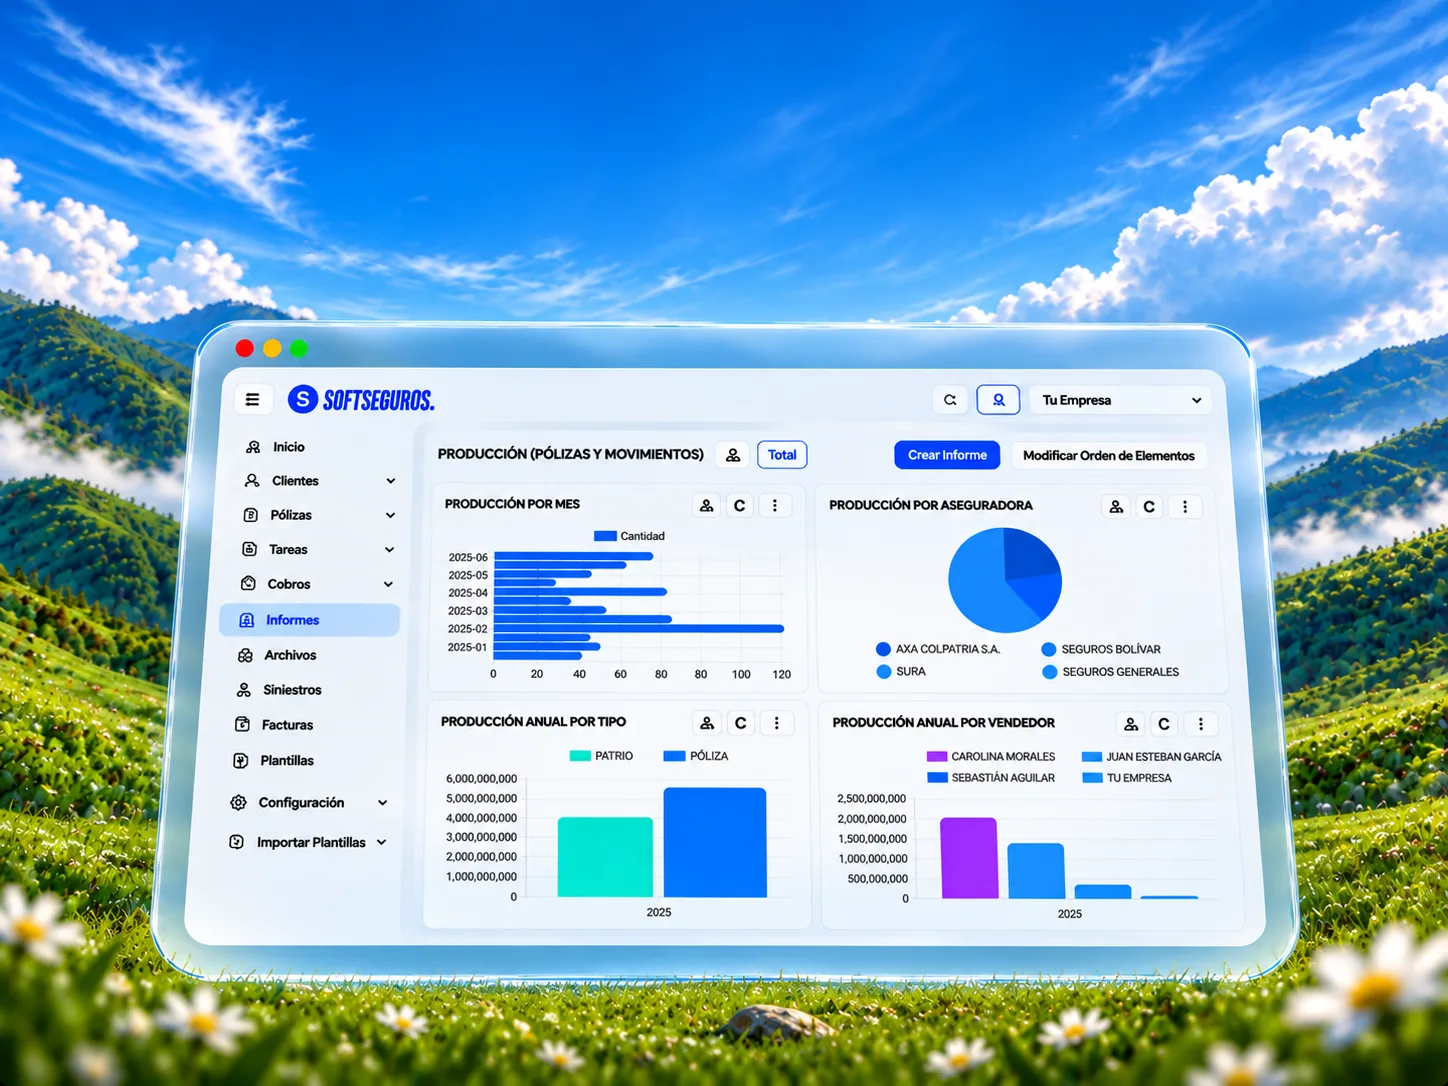 S SOFTSEGUROS.
Tu Empresa
Inicio
Clientes
Pólizas
Tareas
Cobros
Informes
Archivos
Siniestros
Facturas
Plantillas
Configuración
Importar Plantillas
PRODUCCIÓN (PÓLIZAS Y MOVIMIENTOS)
Total
Crear Informe
Modificar Orden de Elementos
PRODUCCIÓN POR MES
C
Cantidad
2025-06
2025-05
2025-04
2025-03
2025-02
2025-01
0 20 40 60 80 80 100 120
PRODUCCIÓN POR ASEGURADORA
C
AXA COLPATRIA S.A.
SEGUROS BOLÍVAR
SURA
SEGUROS GENERALES
PRODUCCIÓN ANUAL POR TIPO
C
PATRIO
PÓLIZA
6,000,000,000
5,000,000,000
4,000,000,000
3,000,000,000
2,000,000,000
1,000,000,000
0
2025
PRODUCCIÓN ANUAL POR VENDEDOR
C
CAROLINA MORALES
JUAN ESTEBAN GARCÍA
SEBASTIÁN AGUILAR
TU EMPRESA
2,500,000,000
2,000,000,000
1,500,000,000
1,000,000,000
500,000,000
0
2025